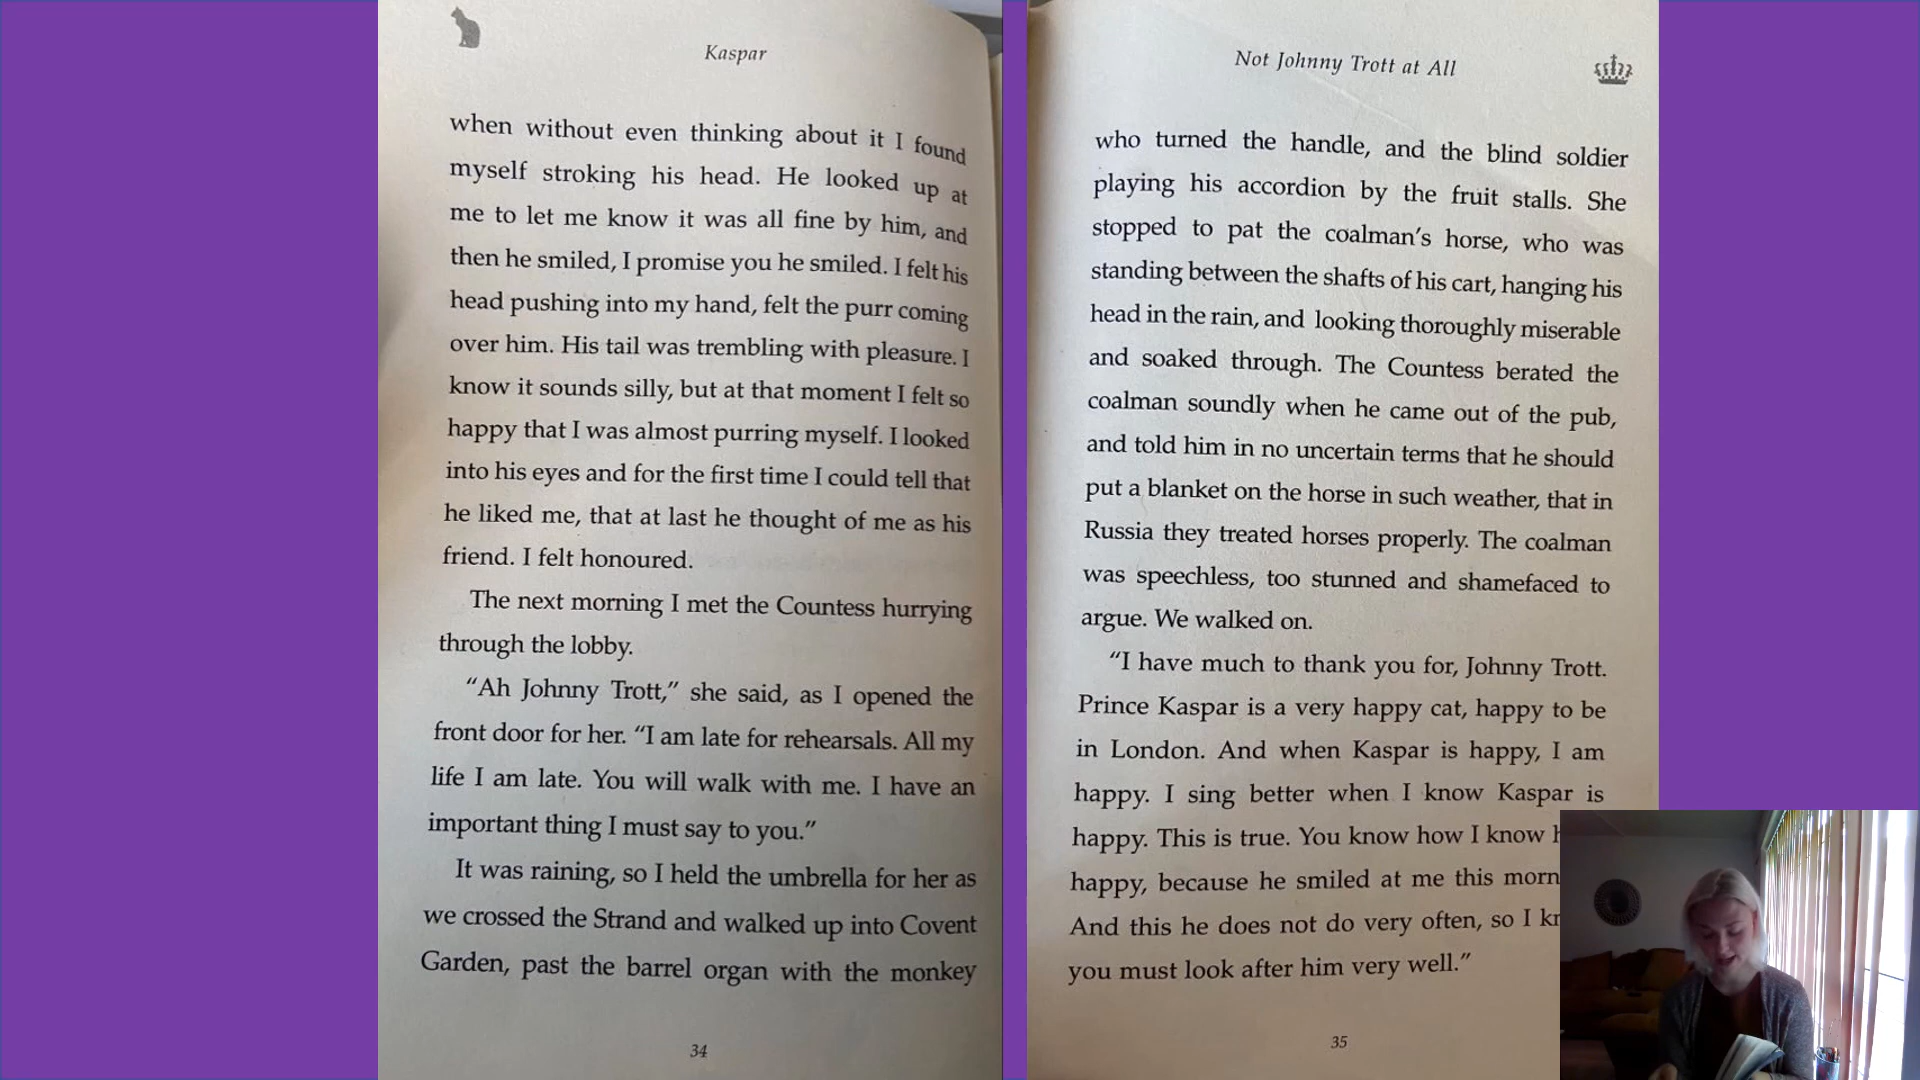 Kaspar
when without even thinking about it I found
myself stroking his head. He looked up at
me to let me know it was all fine by him, and
then he smiled, I promise you he smiled. I felt his
head pushing into my hand, felt the purr coming
over him. His tail was trembling with pleasure. I
know it sounds silly, but at that moment I felt so
happy that I was almost purring myself. I looked
into his eyes and for the first time I could tell that
he liked me, that at last he thought of me as his
friend. I felt honoured.
The next morning I met the Countess hurrying
through the lobby.
“Ah Johnny Trott,” she said, as I opened the
front door for her. “I am late for rehearsals. All my
life I am late. You will walk with me. I have an
important thing I must say to you.”
It was raining, so I held the umbrella for her as
we crossed the Strand and walked up into Covent
Garden, past the barrel organ with the monkey
34
Not Johnny Trott at All
who turned the handle, and the blind soldier
playing his accordion by the fruit stalls. She
stopped to pat the coalman’s horse, who was
standing between the shafts of his cart, hanging his
head in the rain, and looking thoroughly miserable
and soaked through. The Countess berated the
coalman soundly when he came out of the pub,
and told him in no uncertain terms that he should
put a blanket on the horse in such weather, that in
Russia they treated horses properly. The coalman
was speechless, too stunned and shamefaced to
argue. We walked on.
“I have much to thank you for, Johnny Trott.
Prince Kaspar is a very happy cat, happy to be
in London. And when Kaspar is happy, I am
happy. I sing better when I know Kaspar is
happy. This is true. You know how I know
happy, because he smiled at me this morn
And this he does not do very often, so I
you must look after him very well.”
35